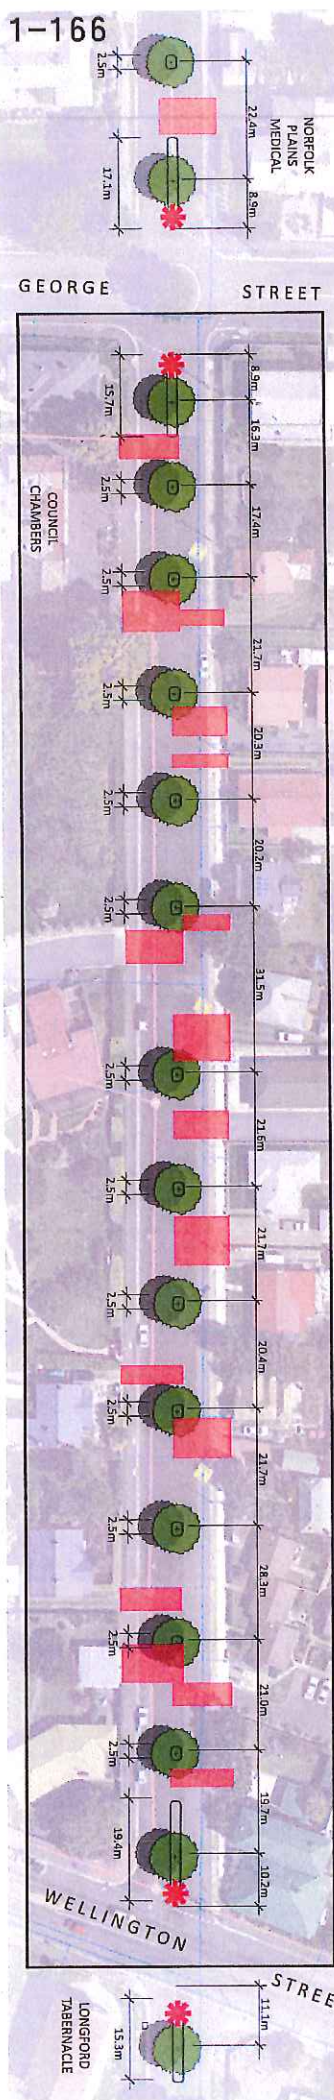 1-166
2.5m
22.4m
NORFOLK
PLAINS
MEDICAL
17.1m
8.9m
GEORGE STREET
8.9m
15.7m
16.3m
COUNCIL
CHAMBERS
2.5m
17.4m
2.5m
21.7m
2.5m
20.3m
2.5m
20.2m
2.5m
31.5m
2.5m
21.6m
2.5m
21.7m
2.5m
20.4m
2.5m
21.7m
2.5m
28.3m
2.5m
21.0m
2.5m
19.7m
19.4m
10.2m
WELLINGTON STREE
11.1m
15.3m
LONGFORD
TABERNACLE